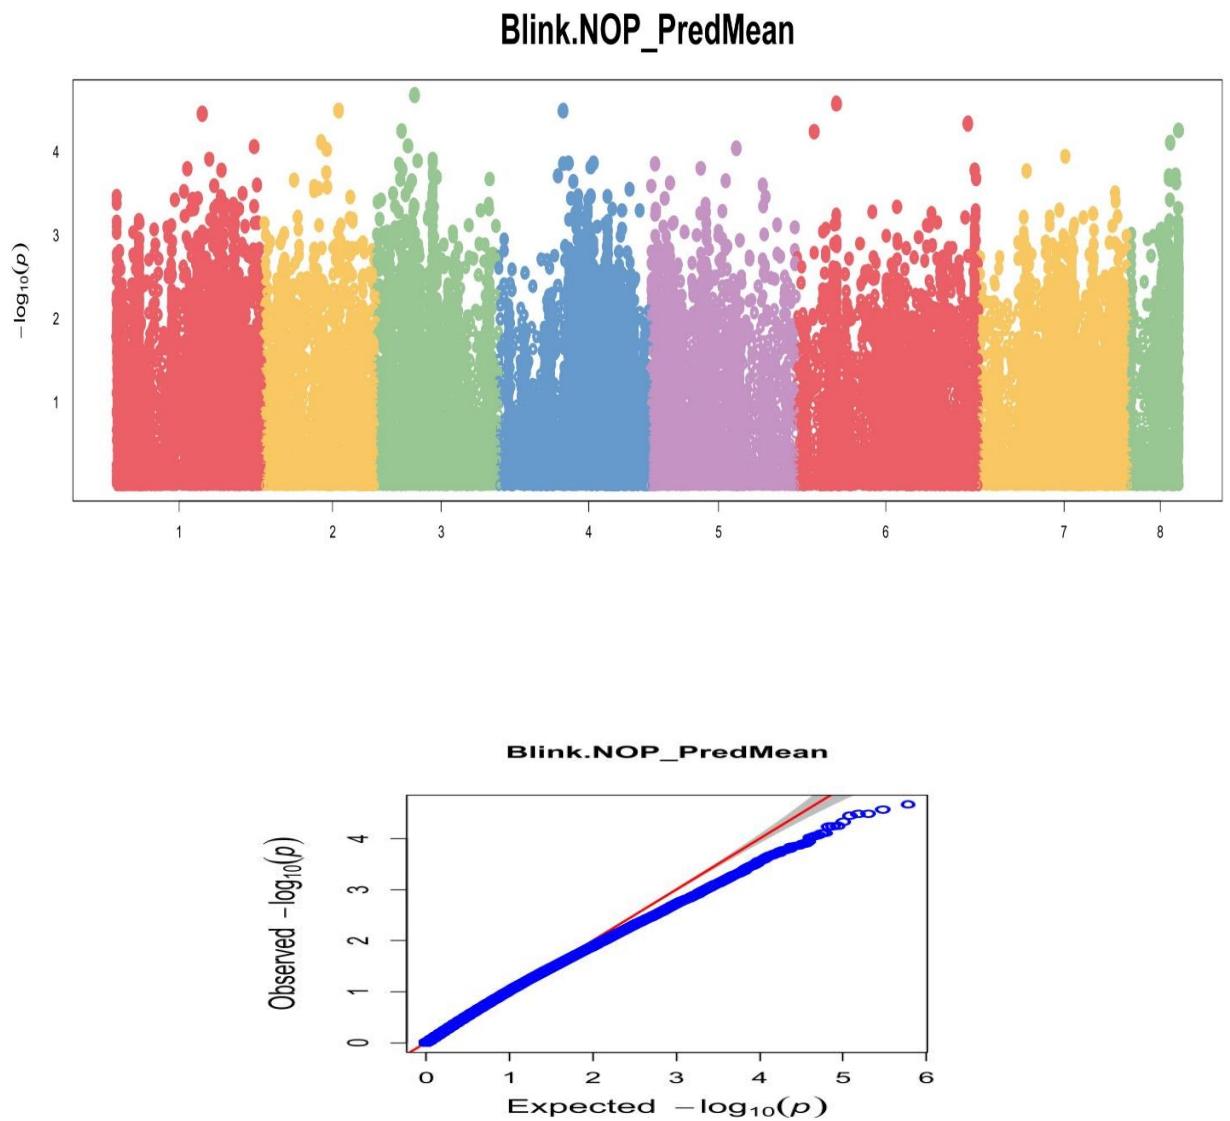 Blink.NOP_PredMean
−log₁₀(p)
4
3
2
1
1 2 3 4 5 6 7 8
Blink.NOP_PredMean
Observed −log₁₀(p)
4
3
2
1
0
0 1 2 3 4 5 6
Expected −log₁₀(p)